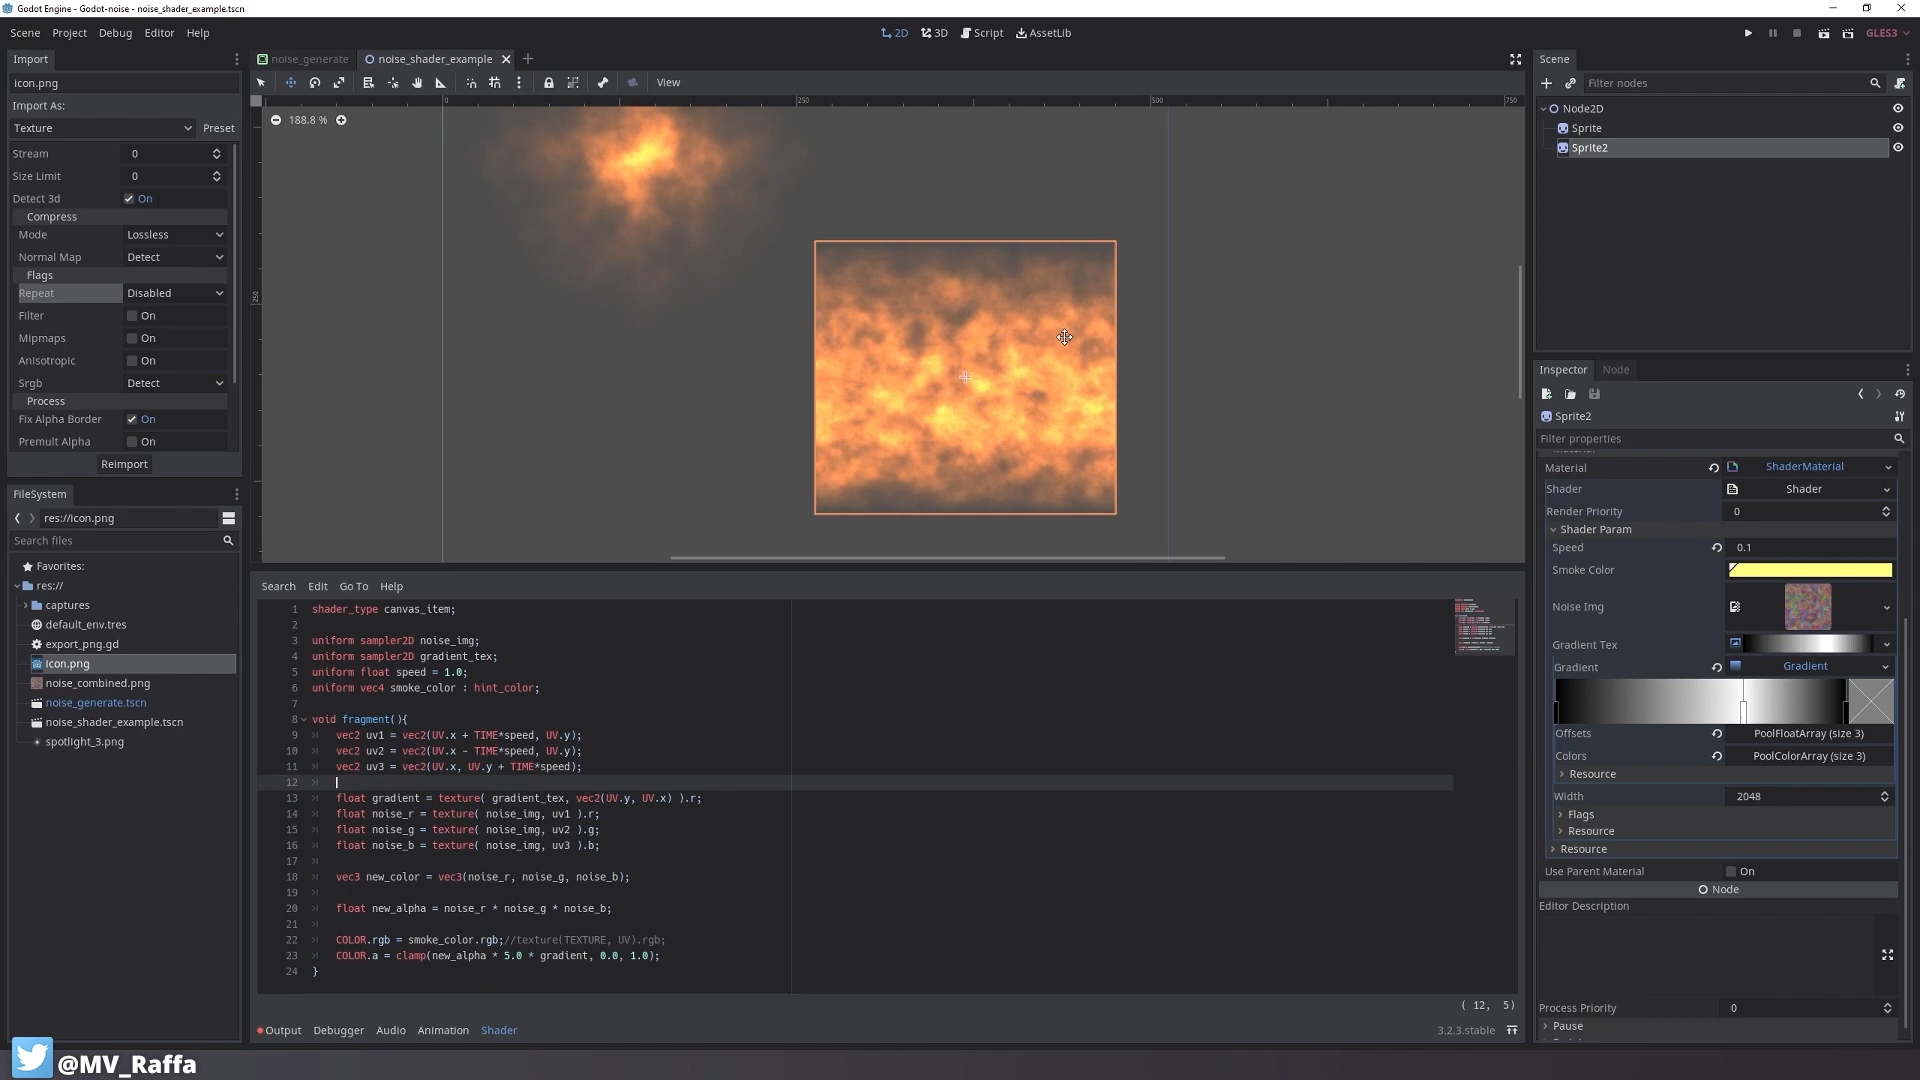 Godot Engine - Godot-noise - noise_shader_example.tscn
Scene Project Debug Editor Help
2D 3D Script AssetLib
GLES3
Import
icon.png
Import As:
Texture Preset
Stream 0
Size Limit 0
Detect 3d On
Compress
Mode Lossless
Normal Map Detect
Flags
Repeat Disabled
Filter On
Mipmaps On
Anisotropic On
Srgb Detect
Process
Fix Alpha Border On
Premult Alpha On
Reimport
FileSystem
res://icon.png
Search files
Favorites:
res://
captures
default_env.tres
export_png.gd
icon.png
noise_combined.png
noise_generate.tscn
noise_shader_example.tscn
spotlight_3.png
noise_generate noise_shader_example
View
0 250 500 750
250
188.8 %
Search Edit Go To Help
1 shader_type canvas_item;
2
3 uniform sampler2D noise_img;
4 uniform sampler2D gradient_tex;
5 uniform float speed = 1.0;
6 uniform vec4 smoke_color : hint_color;
7
8 void fragment(){
9 vec2 uv1 = vec2(UV.x + TIME*speed, UV.y);
10 vec2 uv2 = vec2(UV.x - TIME*speed, UV.y);
11 vec2 uv3 = vec2(UV.x, UV.y + TIME*speed);
12
13 float gradient = texture( gradient_tex, vec2(UV.y, UV.x) ).r;
14 float noise_r = texture( noise_img, uv1 ).r;
15 float noise_g = texture( noise_img, uv2 ).g;
16 float noise_b = texture( noise_img, uv3 ).b;
17
18 vec3 new_color = vec3(noise_r, noise_g, noise_b);
19
20 float new_alpha = noise_r * noise_g * noise_b;
21
22 COLOR.rgb = smoke_color.rgb;//texture(TEXTURE, UV).rgb;
23 COLOR.a = clamp(new_alpha * 5.0 * gradient, 0.0, 1.0);
24 }
( 12, 5)
Output Debugger Audio Animation Shader
3.2.3.stable
Scene
Filter nodes
Node2D
Sprite
Sprite2
Inspector Node
Sprite2
Filter properties
Material ShaderMaterial
Shader Shader
Render Priority 0
Shader Param
Speed 0.1
Smoke Color
Noise Img
Gradient Tex
Gradient Gradient
Offsets PoolFloatArray (size 3)
Colors PoolColorArray (size 3)
Resource
Width 2048
Flags
Resource
Resource
Use Parent Material On
Node
Editor Description
Process Priority 0
Pause
@MV_Raffa